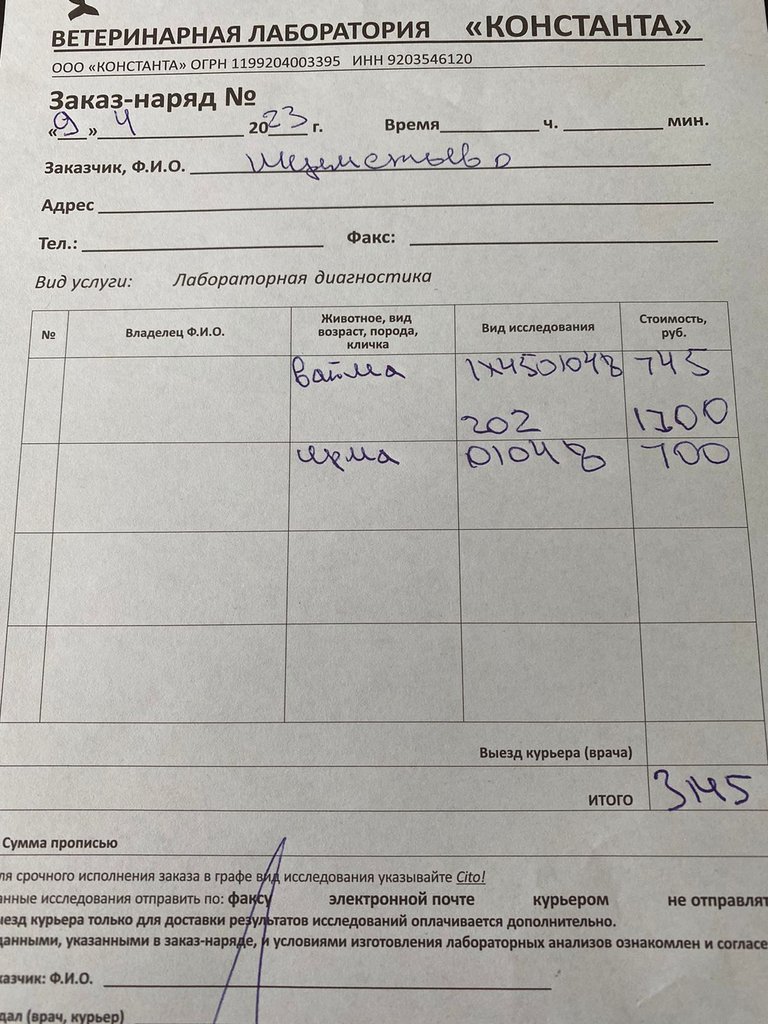 ВЕТЕРИНАРНАЯ ЛАБОРАТОРИЯ «КОНСТАНТА»
ООО «КОНСТАНТА» ОГРН 1199204003395 ИНН 9203546120
Заказ-наряд №
«9» 4 2023 г. Время ч. мин.
Заказчик, Ф.И.О.
Адрес
Тел.: Факс:
Вид услуги: Лабораторная диагностика
№ Владелец Ф.И.О. Животное, вид возраст, порода, кличка Вид исследования Стоимость, руб.
вайма 1х4501048 745
202 1700
ирма 01048 700
Выезд курьера (врача)
ИТОГО 3145
Сумма прописью
ля срочного исполнения заказа в графе вид исследования указывайте Cito!
анные исследования отправить по: факсу электронной почте курьером не отправлят
ыезд курьера только для доставки результатов исследований оплачивается дополнительно.
данными, указанными в заказ-наряде, и условиями изготовления лабораторных анализов ознакомлен и согласе
казчик: Ф.И.О.
дал (врач, курьер)